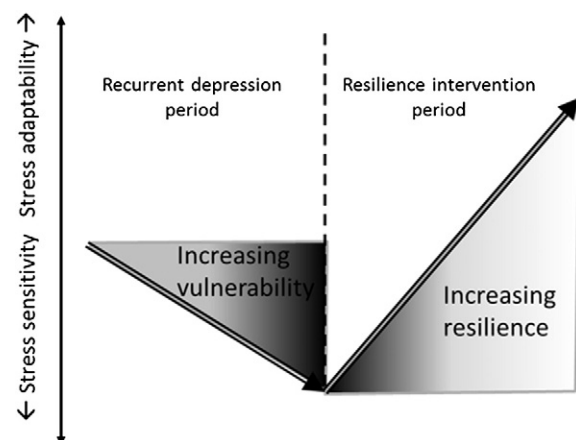 Stress adaptability →
← Stress sensitivity
Recurrent depression
period
Resilience intervention
period
Increasing
vulnerability
Increasing
resilience